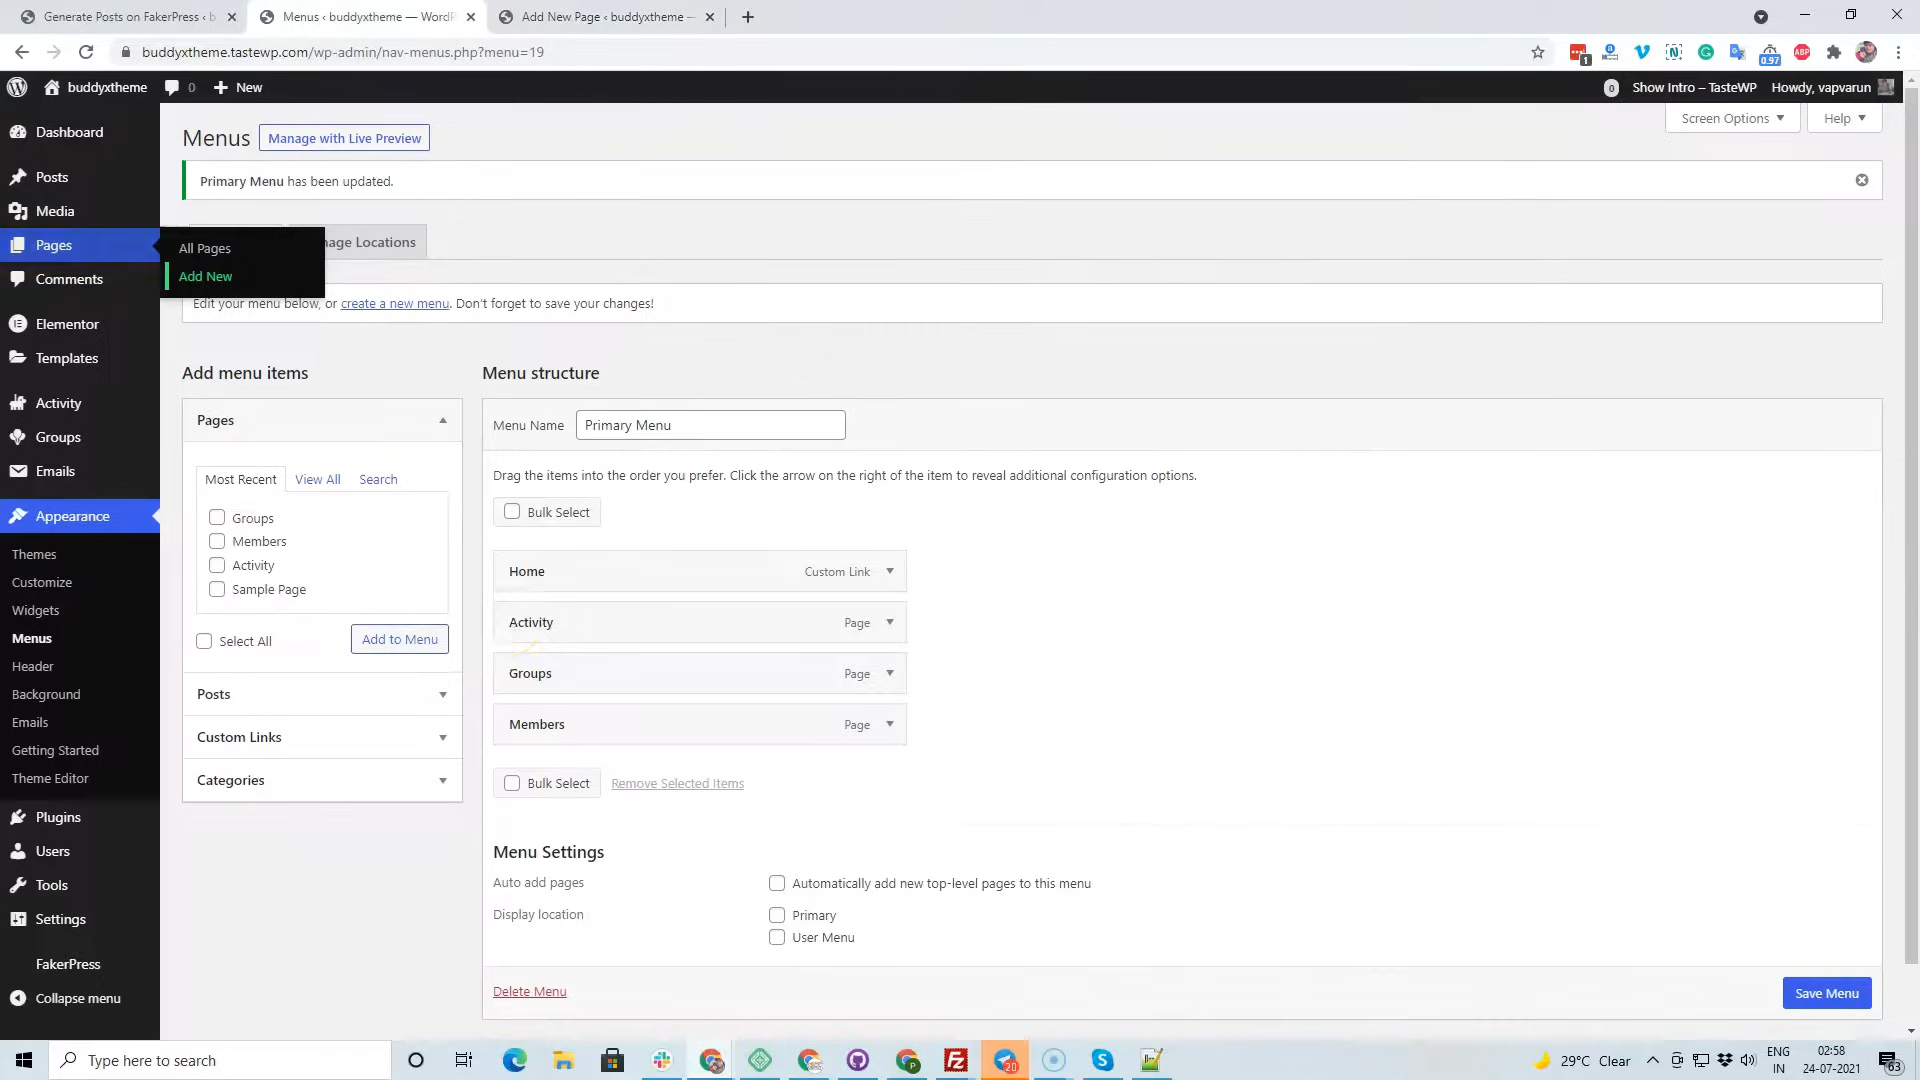 Generate Posts on FakerPress ‹ b
Menus ‹ buddyxtheme — WordP
Add New Page ‹ buddyxtheme —
buddyxtheme.tastewp.com/wp-admin/nav-menus.php?menu=19
1
0.97
ABP
buddyxtheme
0
New
0
Show Intro – TasteWP
Howdy, vapvarun
Dashboard
Posts
Media
Pages
Comments
Elementor
Templates
Activity
Groups
Emails
Appearance
Themes
Customize
Widgets
Menus
Header
Background
Emails
Getting Started
Theme Editor
Plugins
Users
Tools
Settings
FakerPress
Collapse menu
All Pages
Add New
Menus
Manage with Live Preview
Screen Options
Help
Primary Menu has been updated.
nage Locations
Edit your menu below, or create a new menu. Don't forget to save your changes!
Add menu items
Pages
Most Recent
View All
Search
Groups
Members
Activity
Sample Page
Select All
Add to Menu
Posts
Custom Links
Categories
Menu structure
Menu Name
Primary Menu
Drag the items into the order you prefer. Click the arrow on the right of the item to reveal additional configuration options.
Bulk Select
Home
Custom Link
Activity
Page
Groups
Page
Members
Page
Bulk Select
Remove Selected Items
Menu Settings
Auto add pages
Automatically add new top-level pages to this menu
Display location
Primary
User Menu
Delete Menu
Save Menu
Type here to search
20
29°C Clear
ENG
IN
02:58
24-07-2021
63